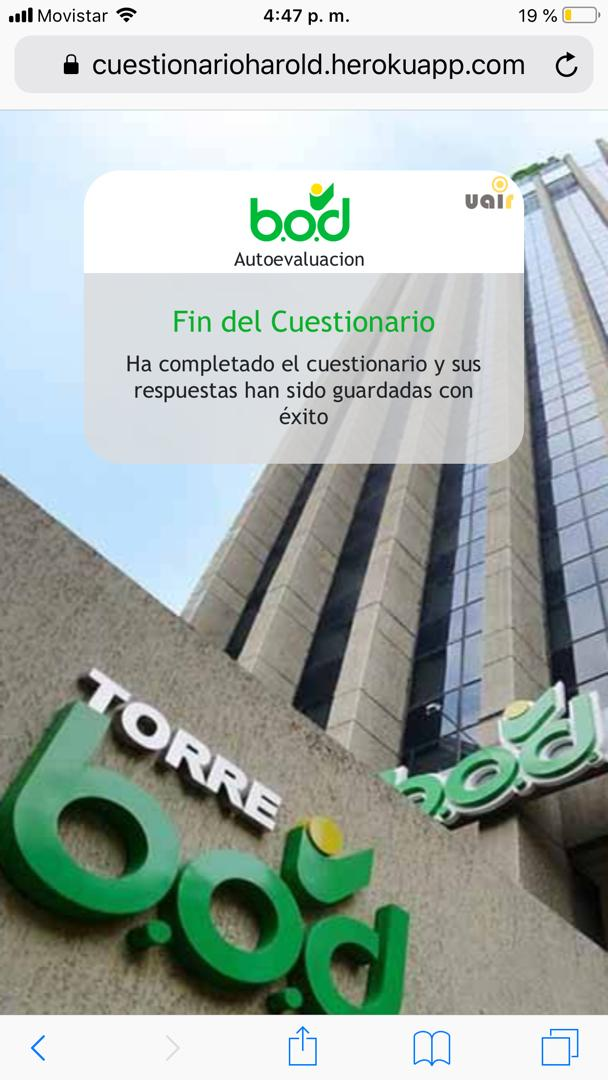 Movistar 4:47 p. m. 19 %
cuestionarioharold.herokuapp.com
b.o.d
uair
Autoevaluacion
Fin del Cuestionario
Ha completado el cuestionario y sus
respuestas han sido guardadas con
éxito
TORRE
b.o.d
b.o.d